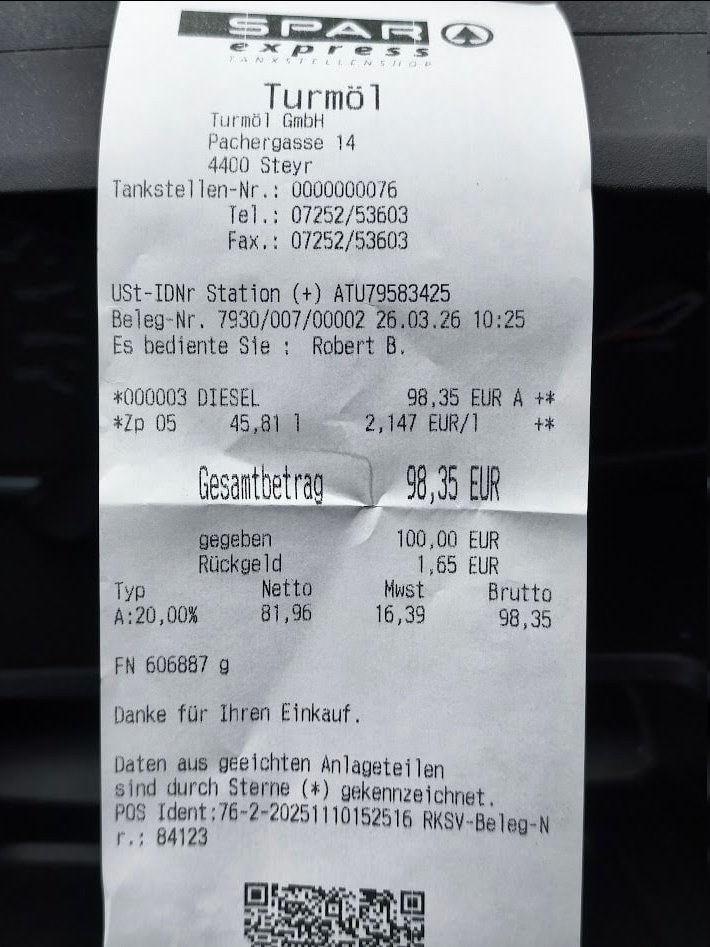 SPAR
express
TANKSTELLENSHOP
Turmöl
Turmöl GmbH
Pachergasse 14
4400 Steyr
Tankstellen-Nr.: 0000000076
Tel.: 07252/53603
Fax.: 07252/53603
USt-IDNr Station (+) ATU79583425
Beleg-Nr. 7930/007/00002 26.03.26 10:25
Es bediente Sie : Robert B.
*000003 DIESEL 98,35 EUR A +*
*Zp 05 45,81 l 2,147 EUR/l +*
Gesamtbetrag 98,35 EUR
gegeben 100,00 EUR
Rückgeld 1,65 EUR
Typ Netto Mwst Brutto
A:20,00% 81,96 16,39 98,35
FN 606887 g
Danke für Ihren Einkauf.
Daten aus geeichten Anlageteilen
sind durch Sterne (*) gekennzeichnet.
POS Ident:76-2-20251110152516 RKSV-Beleg-N
r.: 84123